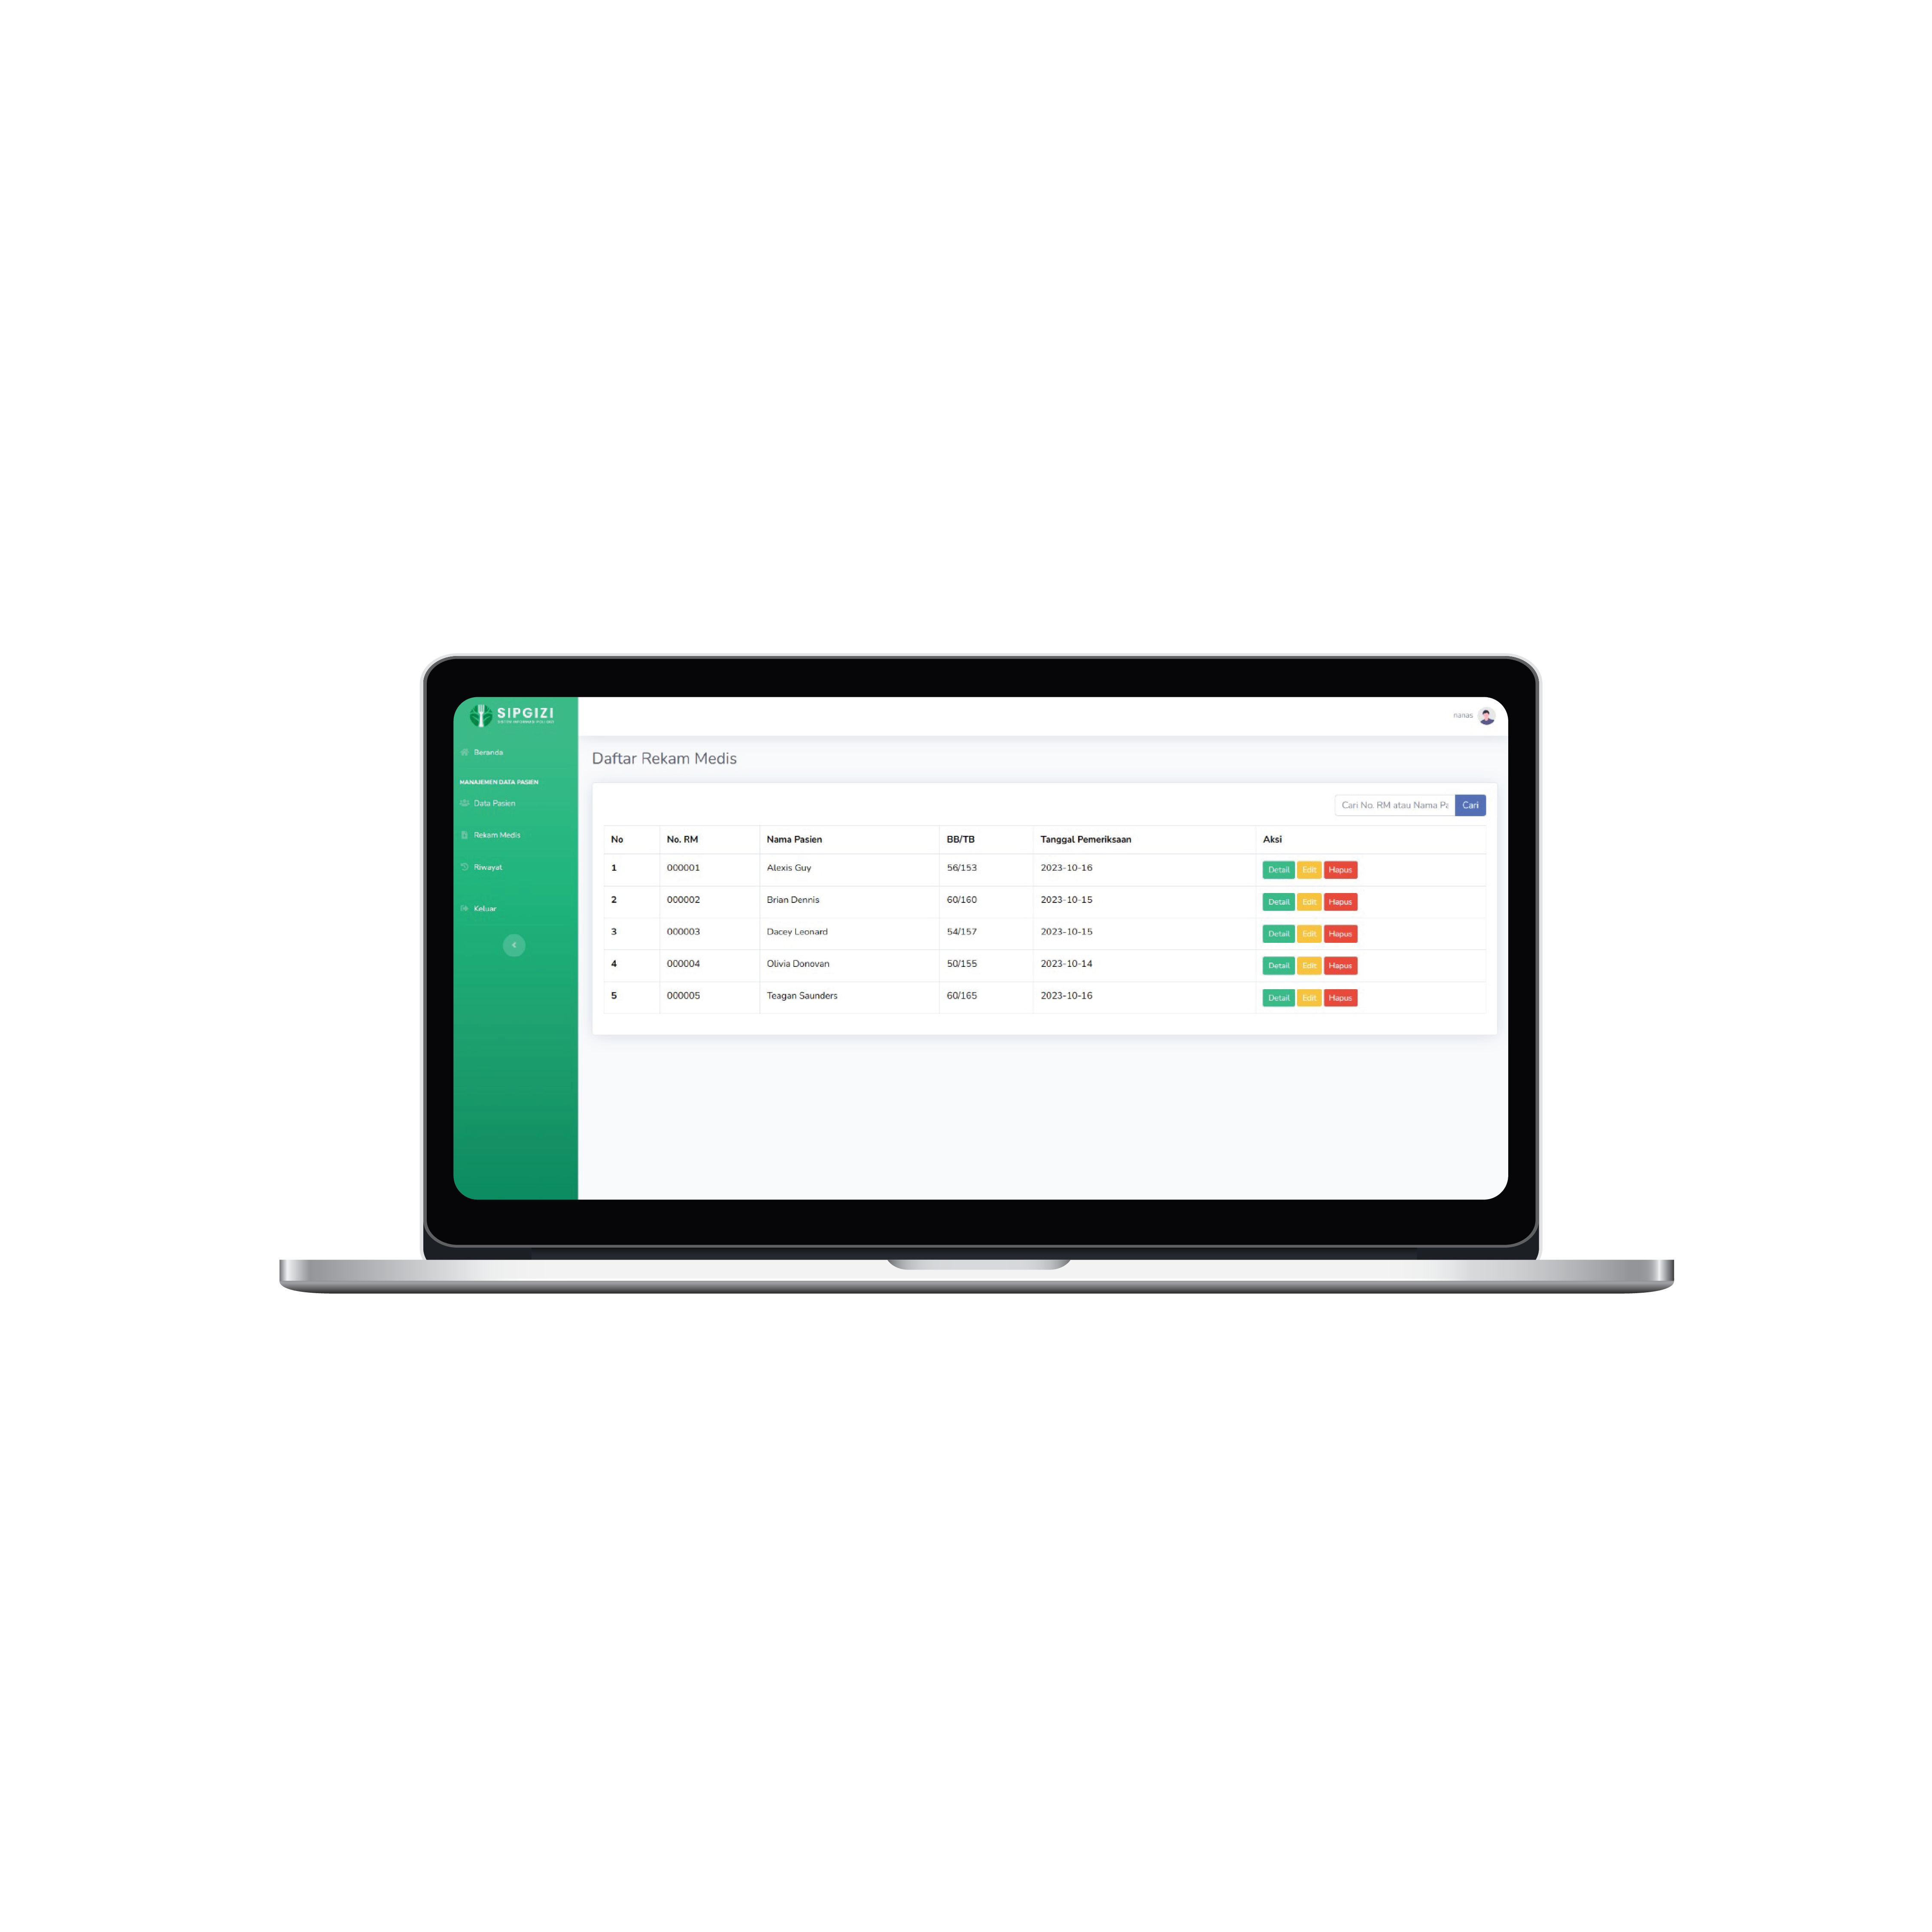 SIPGIZI
nanas
Beranda
MANAJEMEN DATA PASIEN
Data Pasien
Rekam Medis
Riwayat
Keluar
Daftar Rekam Medis
Cari No. RM atau Nama Pa Cari
No No. RM Nama Pasien BB/TB Tanggal Pemeriksaan Aksi
1 000001 Alexis Guy 56/153 2023-10-16 Detail Edit Hapus
2 000002 Brian Dennis 60/160 2023-10-15 Detail Edit Hapus
3 000003 Dacey Leonard 54/157 2023-10-15 Detail Edit Hapus
4 000004 Olivia Donovan 50/155 2023-10-14 Detail Edit Hapus
5 000005 Teagan Saunders 60/165 2023-10-16 Detail Edit Hapus